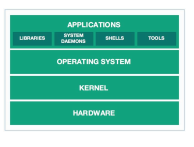 APPLICATIONS
LIBRARIES
SYSTEM
DAEMONS
SHELLS
TOOLS
OPERATING SYSTEM
KERNEL
HARDWARE